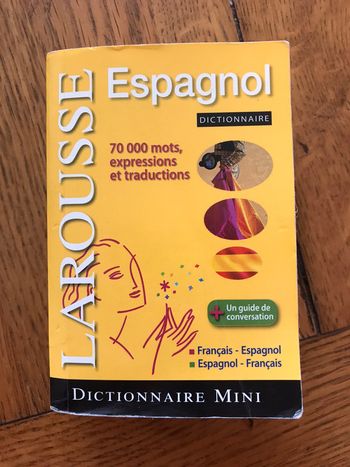 LAROUSSE
Espagnol
DICTIONNAIRE
70 000 mots,
expressions
et traductions
+ Un guide de
conversation
Français - Espagnol
Espagnol - Français
DICTIONNAIRE MINI